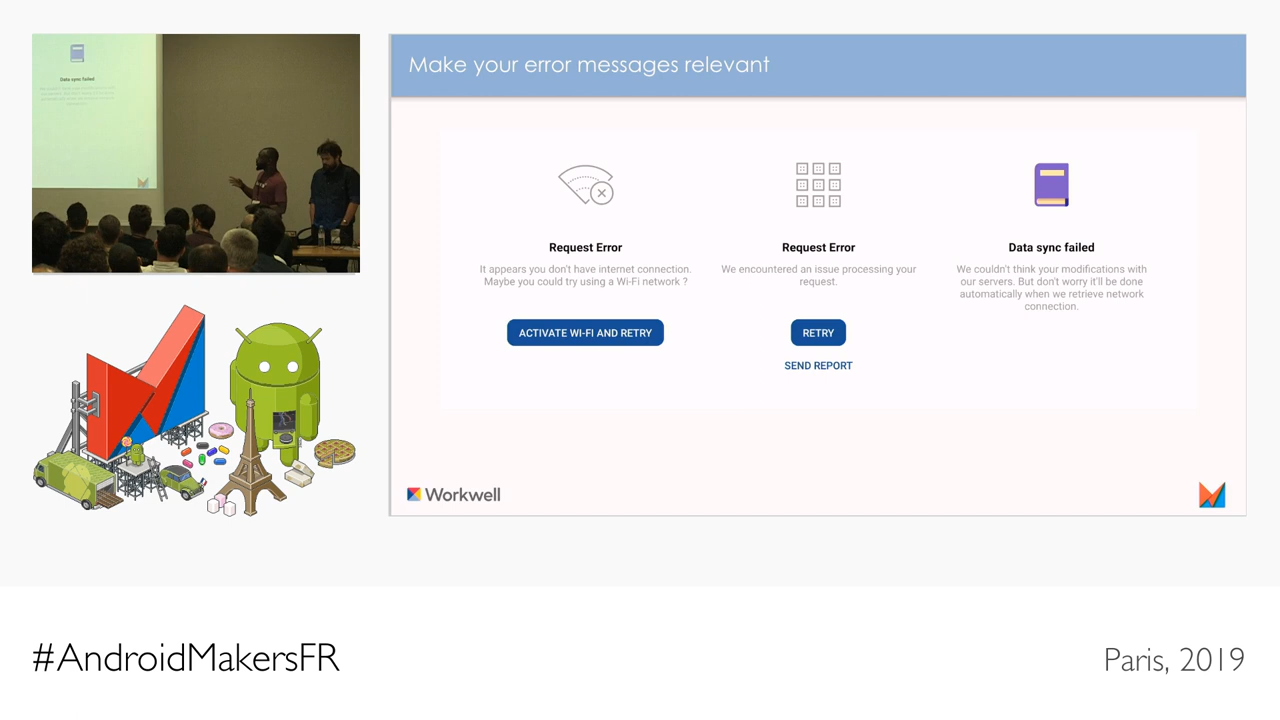 Data sync failed
Make your error messages relevant
Request Error
It appears you don't have internet connection.
Maybe you could try using a Wi-Fi network ?
ACTIVATE WI-FI AND RETRY
Request Error
We encountered an issue processing your
request.
RETRY
SEND REPORT
Data sync failed
We couldn't think your modifications with
our servers. But don't worry it'll be done
automatically when we retrieve network
connection.
Workwell
#AndroidMakersFR
Paris, 2019